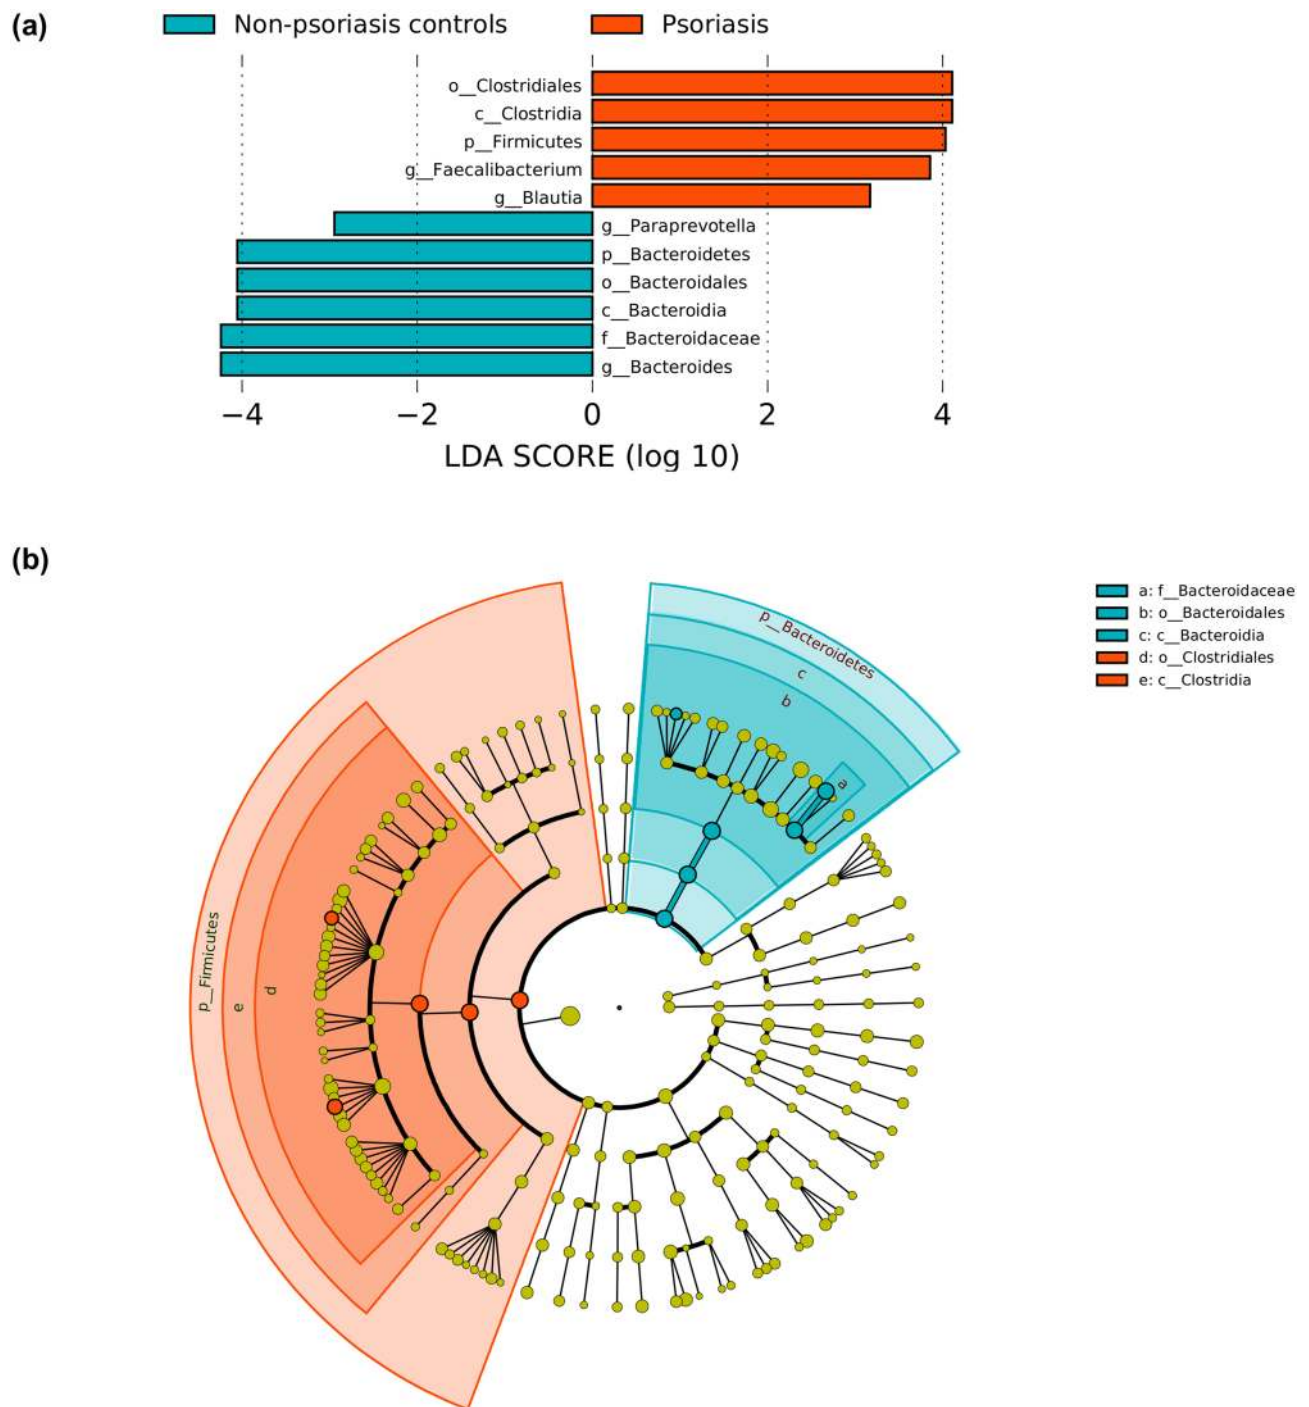 (a)
Non-psoriasis controls
Psoriasis
o__Clostridiales
c__Clostridia
p__Firmicutes
g__Faecalibacterium
g__Blautia
g__Paraprevotella
p__Bacteroidetes
o__Bacteroidales
c__Bacteroidia
f__Bacteroidaceae
g__Bacteroides
−4 −2 0 2 4
LDA SCORE (log 10)
(b)
p__Bacteroidetes
c
b
a
p__Firmicutes
e
d
a: f__Bacteroidaceae
b: o__Bacteroidales
c: c__Bacteroidia
d: o__Clostridiales
e: c__Clostridia